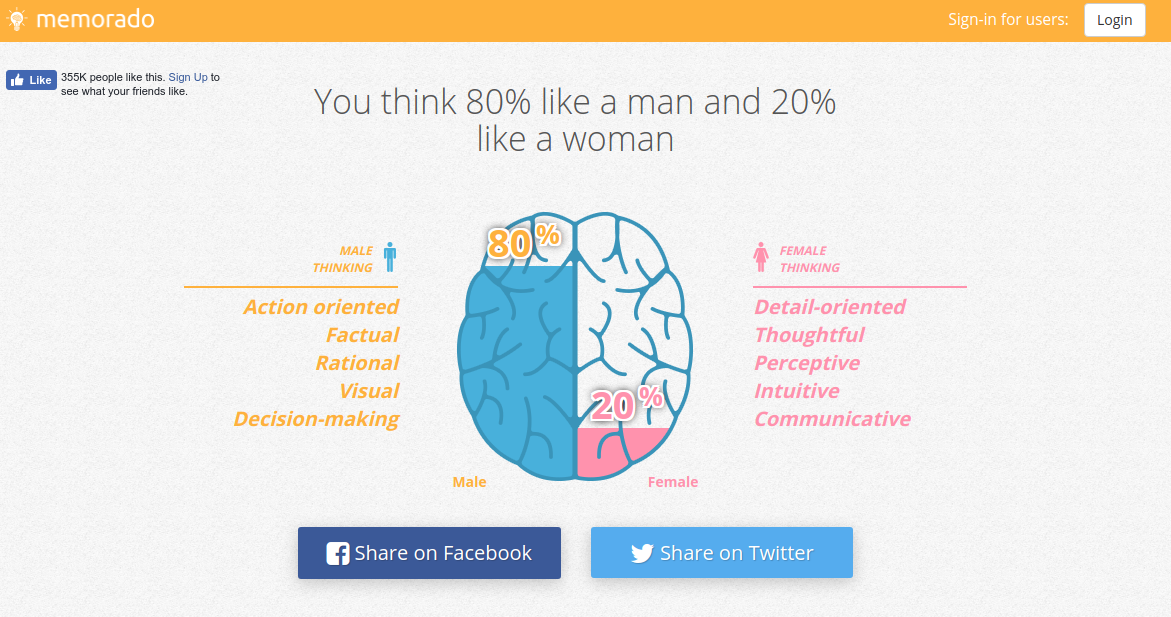 memorado
Sign-in for users:
Login
Like
355K people like this. Sign Up to
see what your friends like.
You think 80% like a man and 20%
like a woman
80%
MALE
THINKING
Action oriented
Factual
Rational
Visual
Decision-making
FEMALE
THINKING
Detail-oriented
Thoughtful
Perceptive
Intuitive
Communicative
20%
Male
Female
Share on Facebook
Share on Twitter